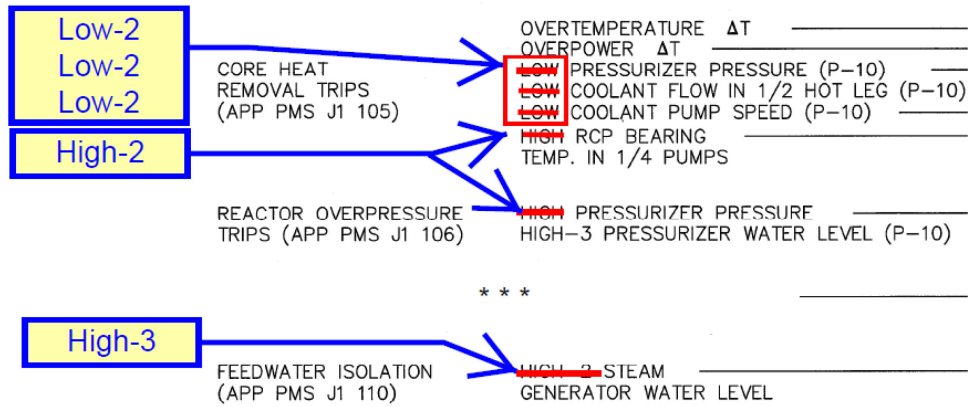 Low-2
Low-2
Low-2
High-2
CORE HEAT
REMOVAL TRIPS
(APP PMS J1 105)
OVERTEMPERATURE ΔT
OVERPOWER ΔT
LOW PRESSURIZER PRESSURE (P-10)
LOW COOLANT FLOW IN 1/2 HOT LEG (P-10)
LOW COOLANT PUMP SPEED (P-10)
HIGH RCP BEARING
TEMP. IN 1/4 PUMPS
REACTOR OVERPRESSURE
TRIPS (APP PMS J1 106)
HIGH PRESSURIZER PRESSURE
HIGH-3 PRESSURIZER WATER LEVEL (P-10)
* * *
High-3
FEEDWATER ISOLATION
(APP PMS J1 110)
HIGH-2 STEAM
GENERATOR WATER LEVEL